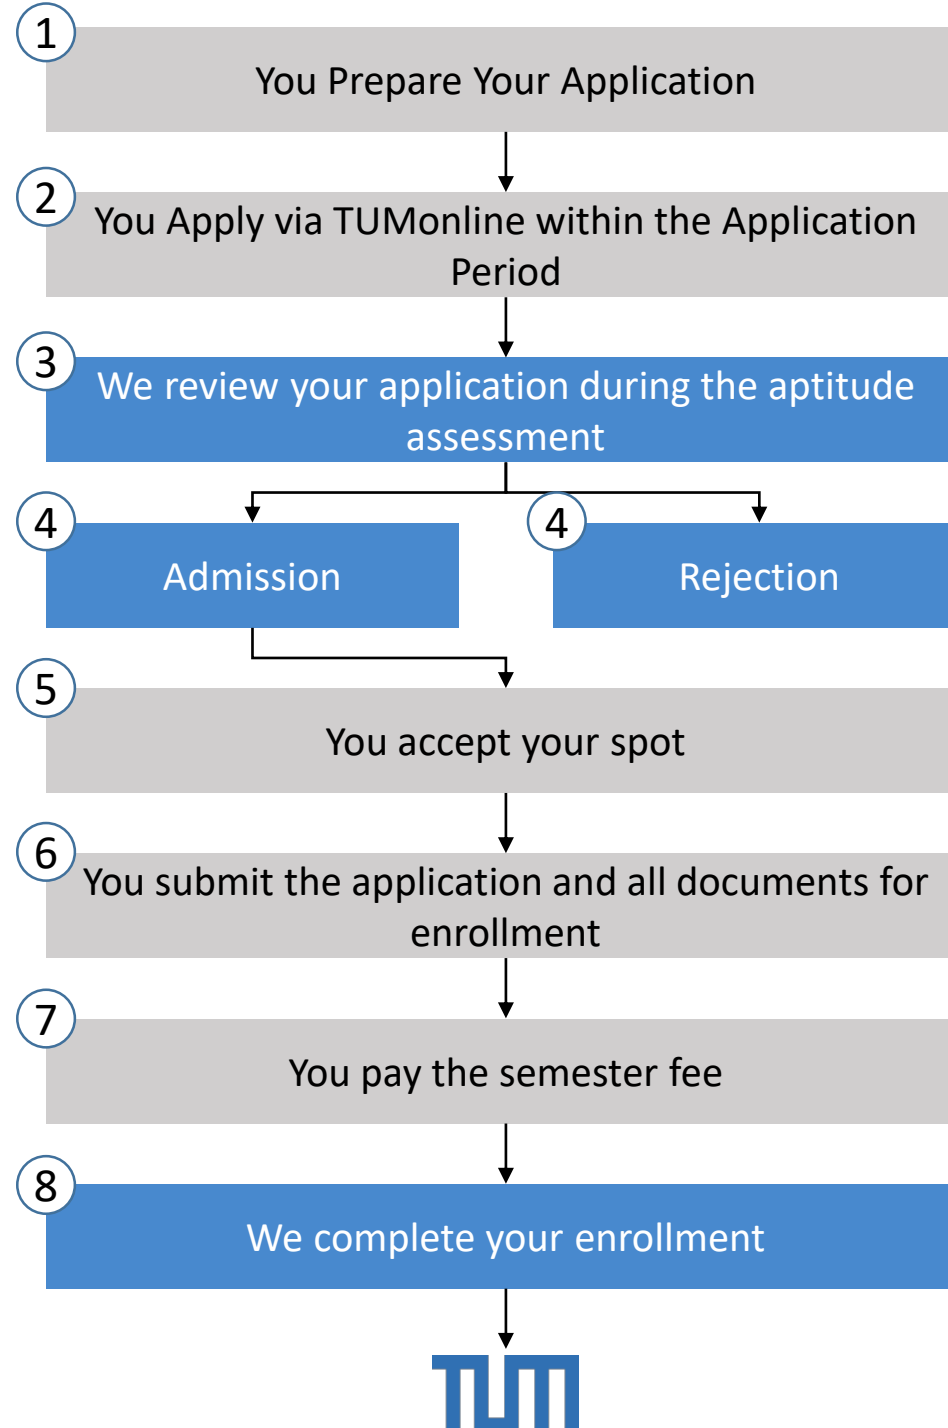 1
You Prepare Your Application
2
You Apply via TUMonline within the Application
Period
3
We review your application during the aptitude
assessment
4
Admission
4
Rejection
5
You accept your spot
6
You submit the application and all documents for
enrollment
7
You pay the semester fee
8
We complete your enrollment
TUM